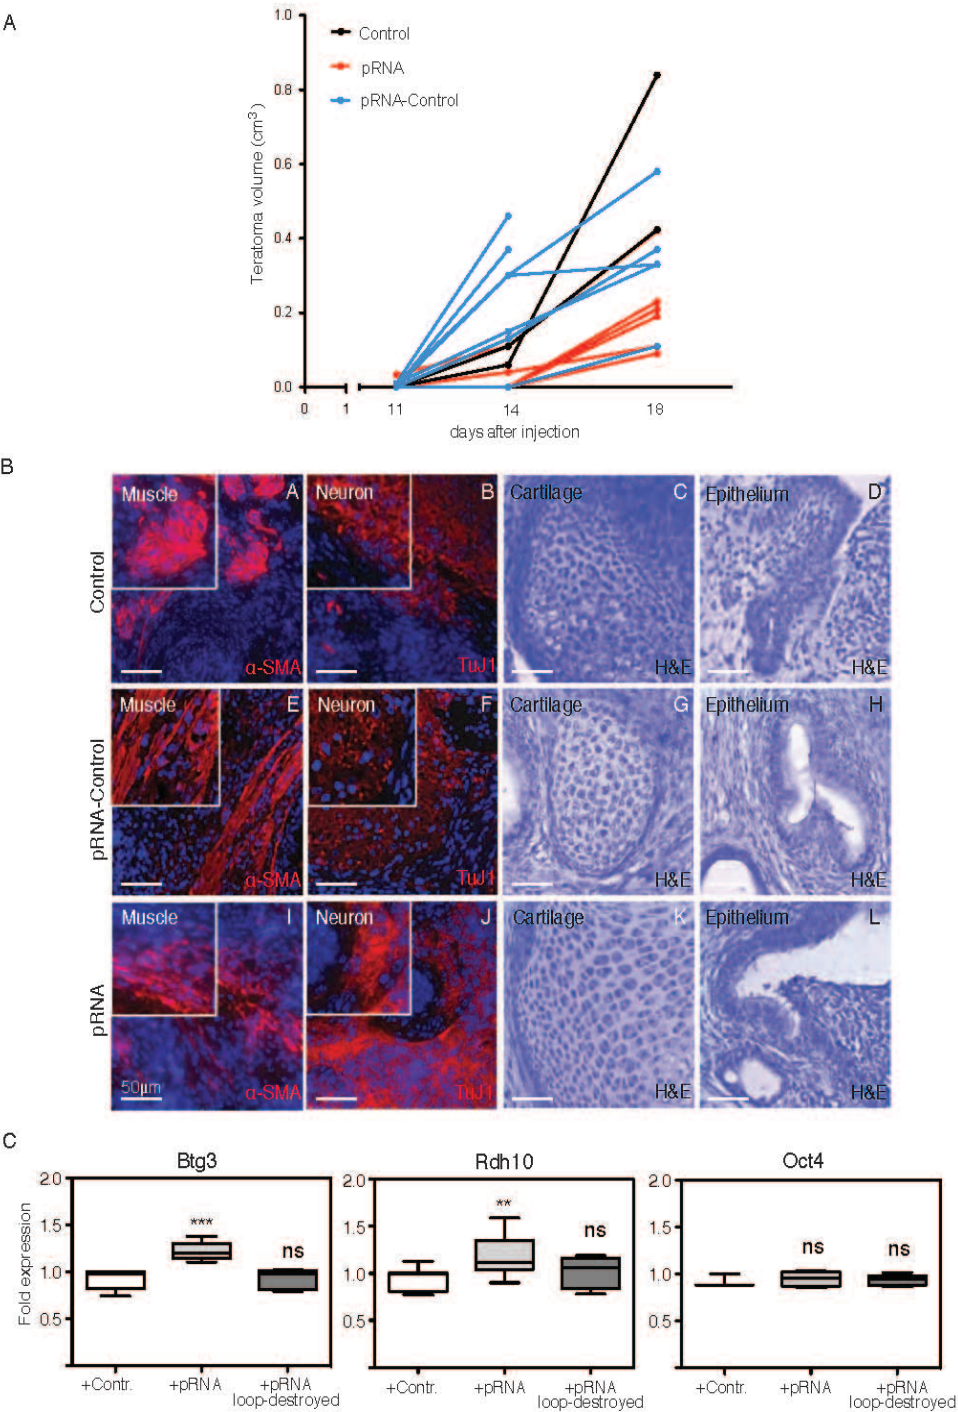 A
Teratoma volume (cm3)
1.0
0.8
0.6
0.4
0.2
0.0
Control
pRNA
pRNA-Control
0 1 11 14 18
days after injection
B
Control
Muscle A α-SMA
Neuron B TuJ1
Cartilage C H&E
Epithelium D H&E
pRNA-Control
Muscle E α-SMA
Neuron F TuJ1
Cartilage G H&E
Epithelium H H&E
pRNA
Muscle I 50µm α-SMA
Neuron J TuJ1
Cartilage K H&E
Epithelium L H&E
C
Fold expression
Btg3
2.0
1.5
1.0
0.5
***
ns
+Contr. +pRNA +pRNA
loop-destroyed
Rdh10
2.0
1.5
1.0
0.5
**
ns
+Contr. +pRNA +pRNA
loop-destroyed
Oct4
2.0
1.5
1.0
0.5
ns
ns
+Contr. +pRNA +pRNA
loop-destroyed